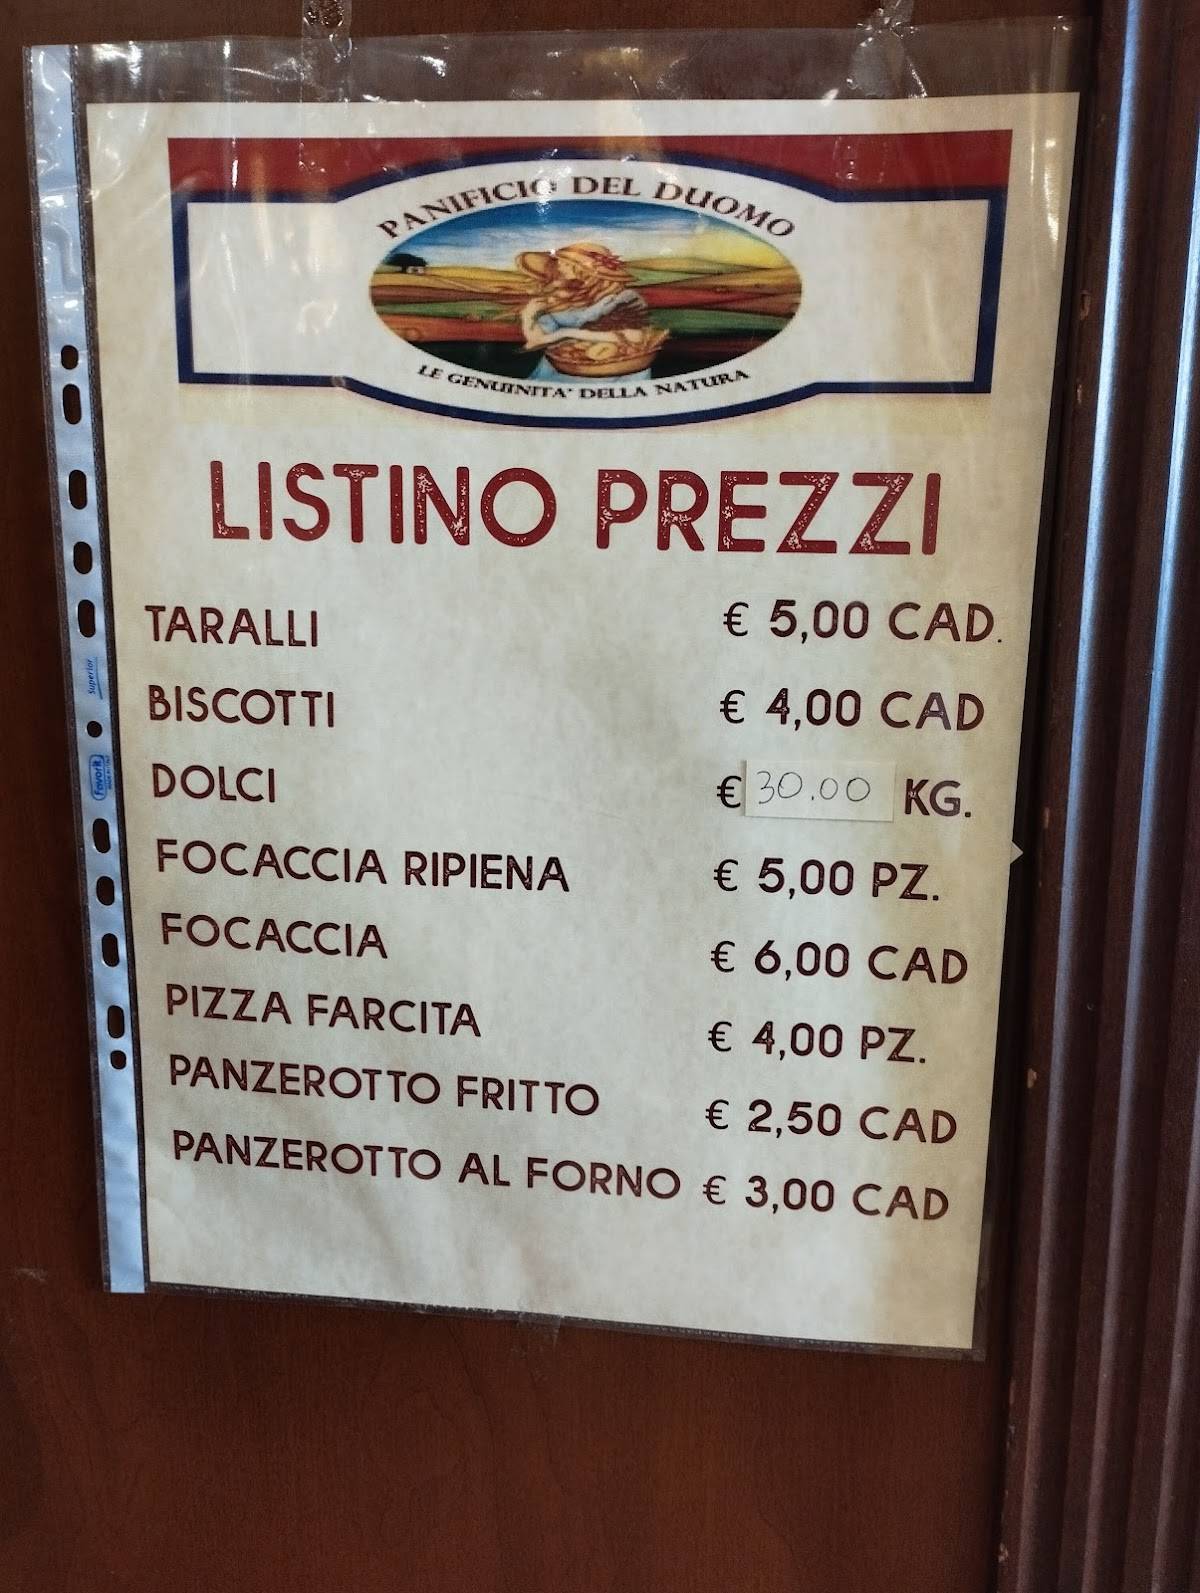 PANIFICIO DEL DUOMO
LE GENUINITA' DELLA NATURA
LISTINO PREZZI
TARALLI € 5,00 CAD.
BISCOTTI € 4,00 CAD
DOLCI € 30.00 KG.
FOCACCIA RIPIENA € 5,00 PZ.
FOCACCIA € 6,00 CAD
PIZZA FARCITA € 4,00 PZ.
PANZEROTTO FRITTO € 2,50 CAD
PANZEROTTO AL FORNO € 3,00 CAD
Superior
Favorit